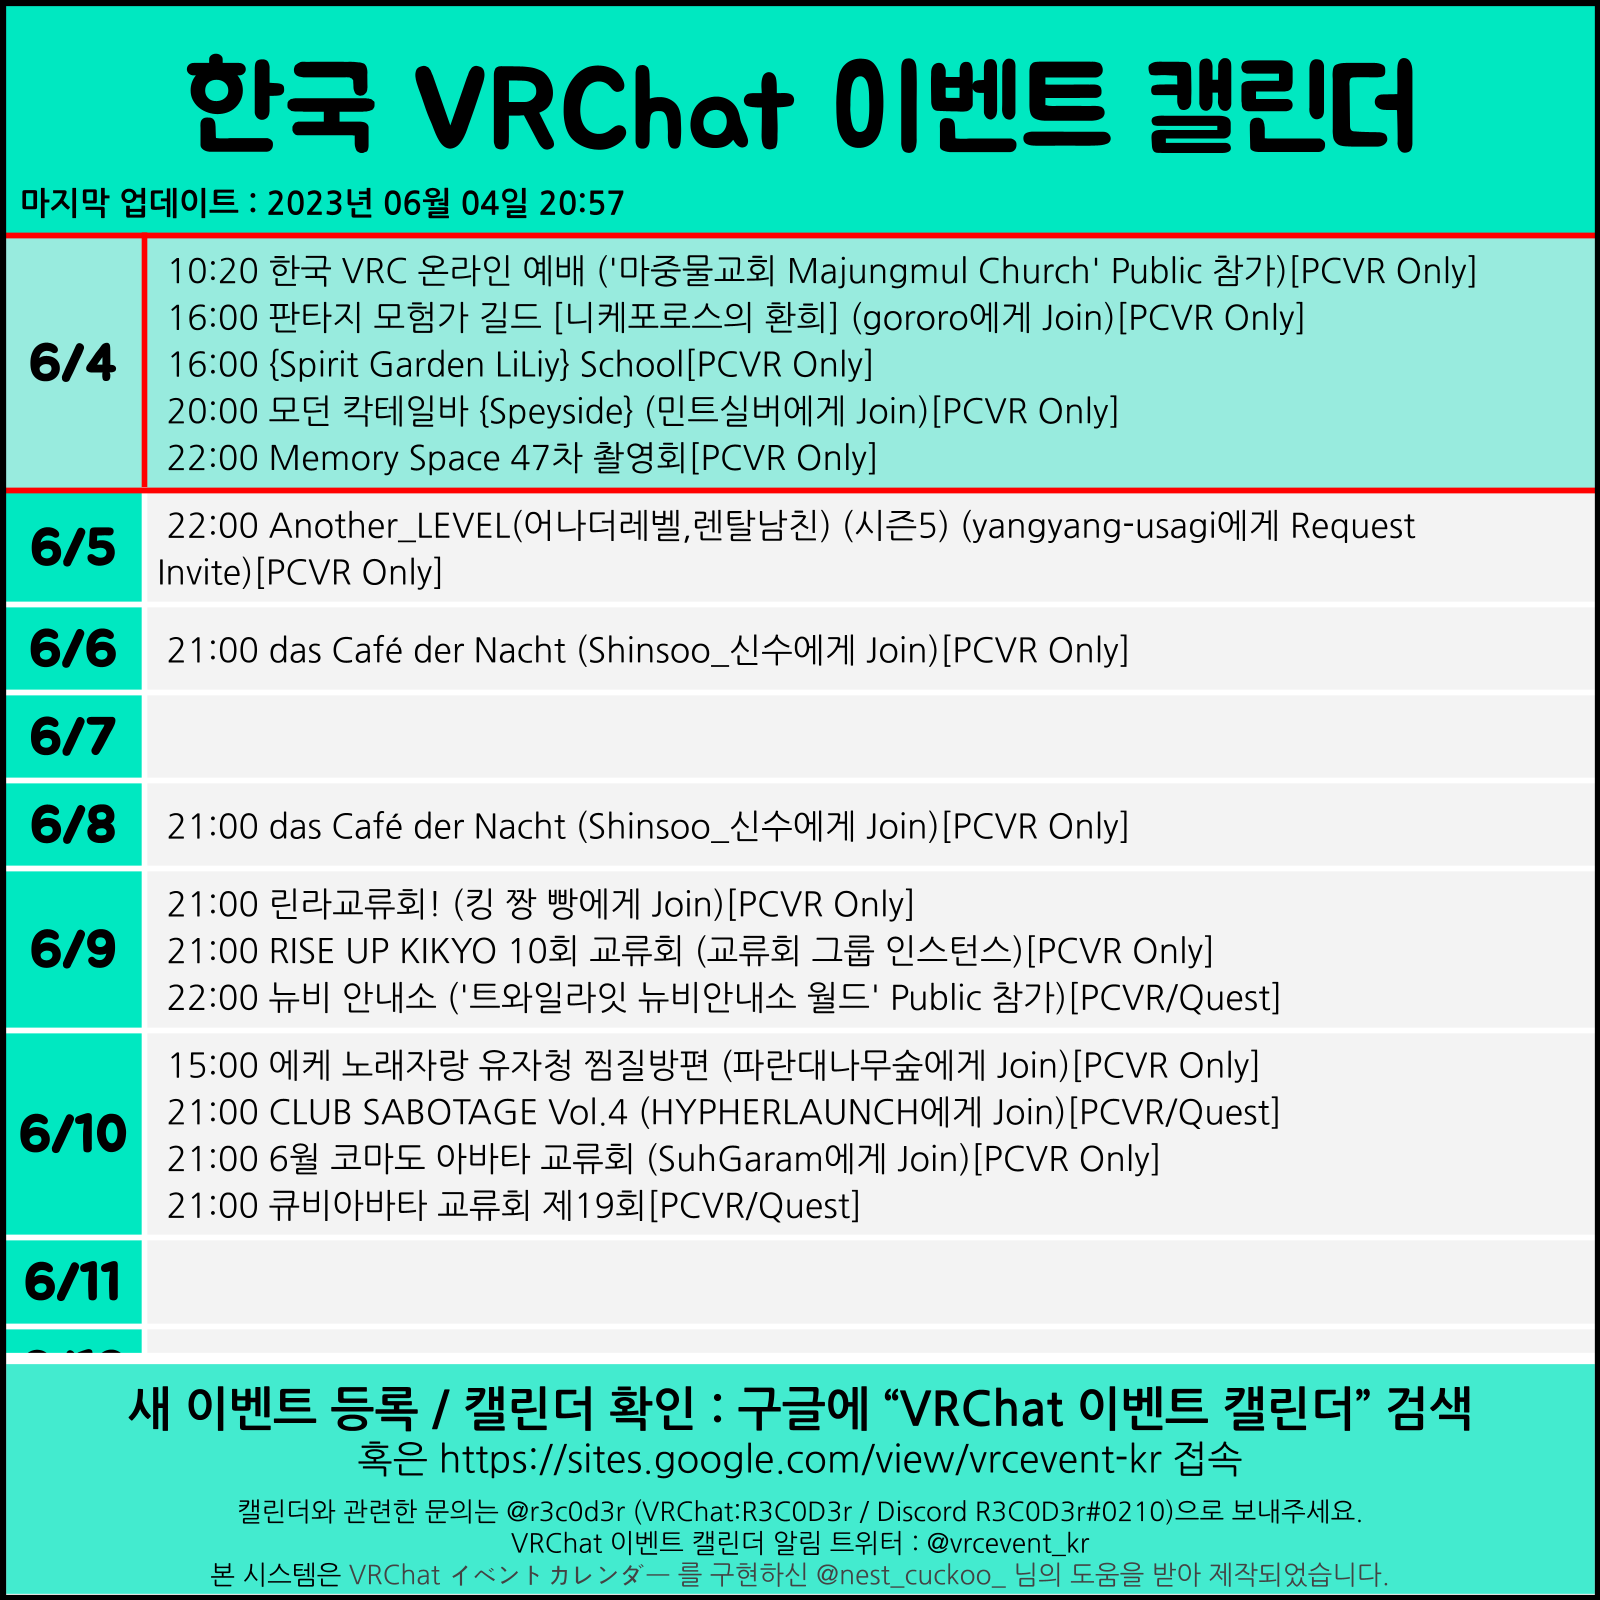 한국 VRChat 이벤트 캘린더
마지막 업데이트 : 2023년 06월 04일 20:57
6/4
10:20 한국 VRC 온라인 예배 ('마중물교회 Majungmul Church' Public 참가)[PCVR Only]
16:00 판타지 모험가 길드 [니케포로스의 환희] (gororo에게 Join)[PCVR Only]
16:00 {Spirit Garden LiLiy} School[PCVR Only]
20:00 모던 칵테일바 {Speyside} (민트실버에게 Join)[PCVR Only]
22:00 Memory Space 47차 촬영회[PCVR Only]
6/5
22:00 Another_LEVEL(어나더레벨,렌탈남친) (시즌5) (yangyang-usagi에게 Request
Invite)[PCVR Only]
6/6
21:00 das Café der Nacht (Shinsoo_신수에게 Join)[PCVR Only]
6/7
6/8
21:00 das Café der Nacht (Shinsoo_신수에게 Join)[PCVR Only]
6/9
21:00 린라교류회! (킹 짱 빵에게 Join)[PCVR Only]
21:00 RISE UP KIKYO 10회 교류회 (교류회 그룹 인스턴스)[PCVR Only]
22:00 뉴비 안내소 ('트와일라잇 뉴비안내소 월드' Public 참가)[PCVR/Quest]
6/10
15:00 에케 노래자랑 유자청 찜질방편 (파란대나무숲에게 Join)[PCVR Only]
21:00 CLUB SABOTAGE Vol.4 (HYPHERLAUNCH에게 Join)[PCVR/Quest]
21:00 6월 코마도 아바타 교류회 (SuhGaram에게 Join)[PCVR Only]
21:00 큐비아바타 교류회 제19회[PCVR/Quest]
6/11
새 이벤트 등록 / 캘린더 확인 : 구글에 “VRChat 이벤트 캘린더” 검색
혹은 https://sites.google.com/view/vrcevent-kr 접속
캘린더와 관련한 문의는 @r3c0d3r (VRChat:R3C0D3r / Discord R3C0D3r#0210)으로 보내주세요.
VRChat 이벤트 캘린더 알림 트위터 : @vrcevent_kr
본 시스템은 VRChat イベントカレンダー 를 구현하신 @nest_cuckoo_ 님의 도움을 받아 제작되었습니다.